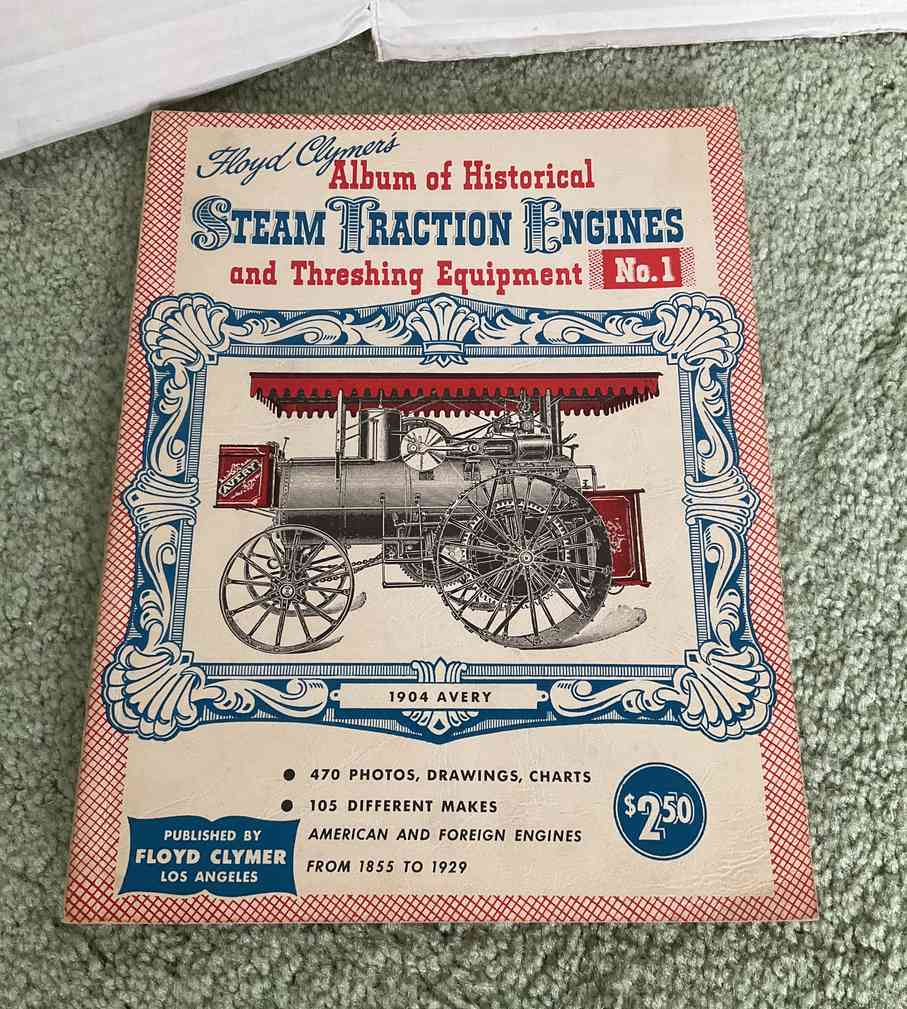 Floyd Clymer's
Album of Historical
STEAM TRACTION ENGINES
and Threshing Equipment No.1
AVERY
1904 AVERY
● 470 PHOTOS, DRAWINGS, CHARTS
● 105 DIFFERENT MAKES
AMERICAN AND FOREIGN ENGINES
FROM 1855 TO 1929
$2.50
PUBLISHED BY
FLOYD CLYMER
LOS ANGELES